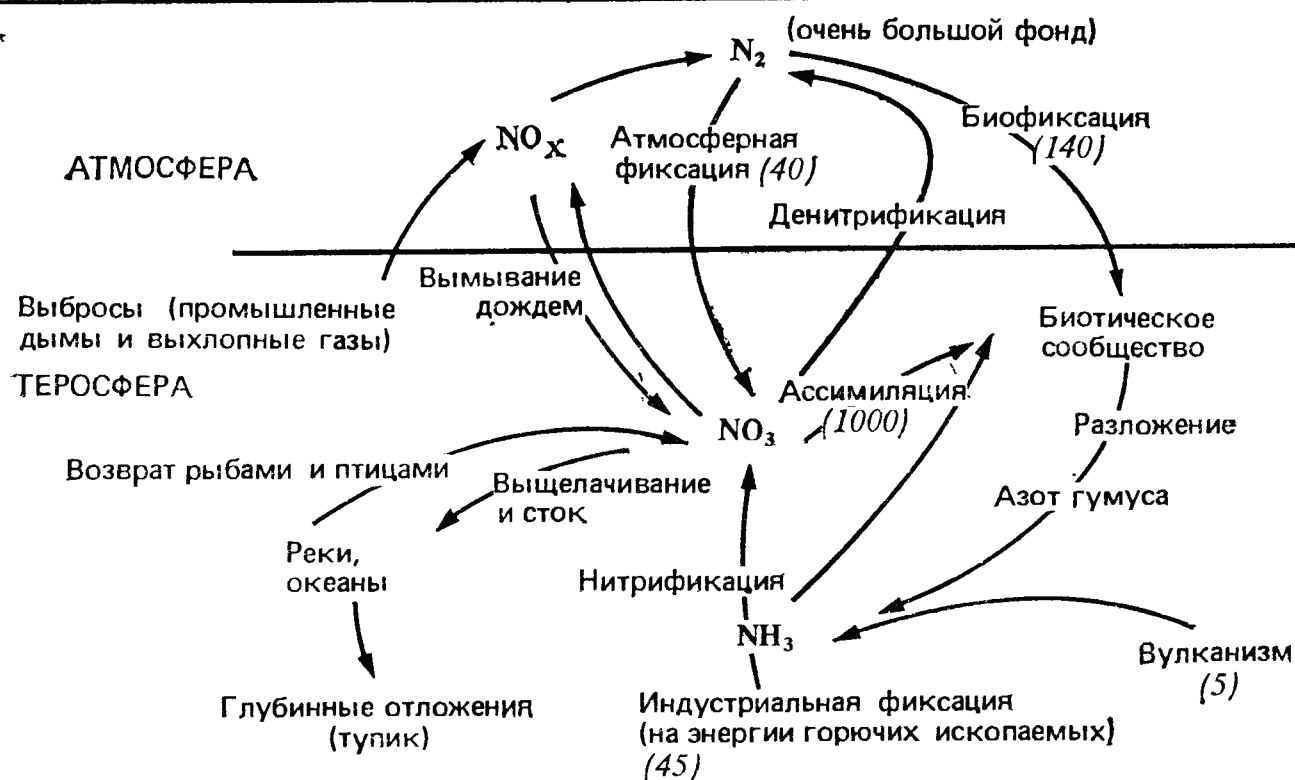 (очень большой фонд)
N₂
Биофиксация
(140)
NOₓ
Атмосферная
фиксация (40)
АТМОСФЕРА
Денитрификация
Вымывание
дождем
Выбросы (промышленные
дымы и выхлопные газы)
Биотическое
сообщество
ТЕРОСФЕРА
Ассимиляция
(1000)
NO₃
Разложение
Возврат рыбами и птицами
Выщелачивание
и сток
Азот гумуса
Реки,
океаны
Нитрификация
NH₃
Вулканизм
(5)
Глубинные отложения
(тупик)
Индустриальная фиксация
(на энергии горючих ископаемых)
(45)